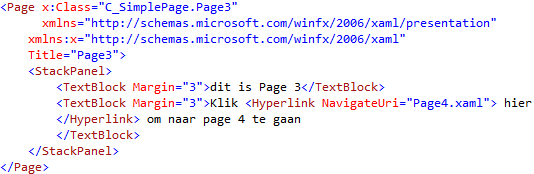 <Page x:Class="C_SimplePage.Page3"
xmlns="http://schemas.microsoft.com/winfx/2006/xaml/presentation"
xmlns:x="http://schemas.microsoft.com/winfx/2006/xaml"
Title="Page3">
<StackPanel>
<TextBlock Margin="3">dit is Page 3</TextBlock>
<TextBlock Margin="3">Klik <Hyperlink NavigateUri="Page4.xaml"> hier
</Hyperlink> om naar page 4 te gaan
</TextBlock>
</StackPanel>
</Page>